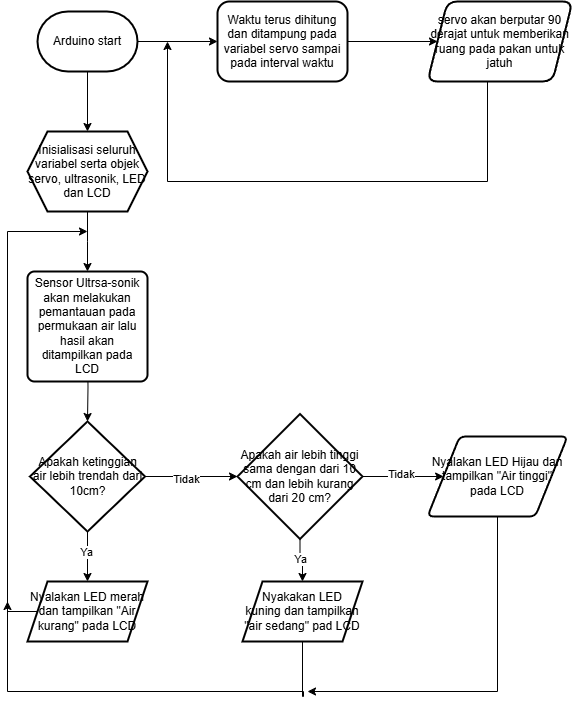 Arduino start
Waktu terus dihitung
dan ditampung pada
variabel servo sampai
pada interval waktu
servo akan berputar 90
derajat untuk memberikan
ruang pada pakan untuk
jatuh
Inisialisasi seluruh
variabel serta objek
servo, ultrasonik, LED
dan LCD
Sensor Ultrsa-sonik
akan melakukan
pemantauan pada
permukaan air lalu
hasil akan
ditampilkan pada
LCD
Apakah ketinggian
air lebih trendah dari
10cm?
Tidak
Apakah air lebih tinggi
sama dengan dari 10
cm dan lebih kurang
dari 20 cm?
Tidak
Nyalakan LED Hijau dan
tampilkan "Air tinggi"
pada LCD
Ya
Ya
Nyalakan LED merah
dan tampilkan "Air
kurang" pada LCD
Nyakakan LED
kuning dan tampilkan
"air sedang" pad LCD